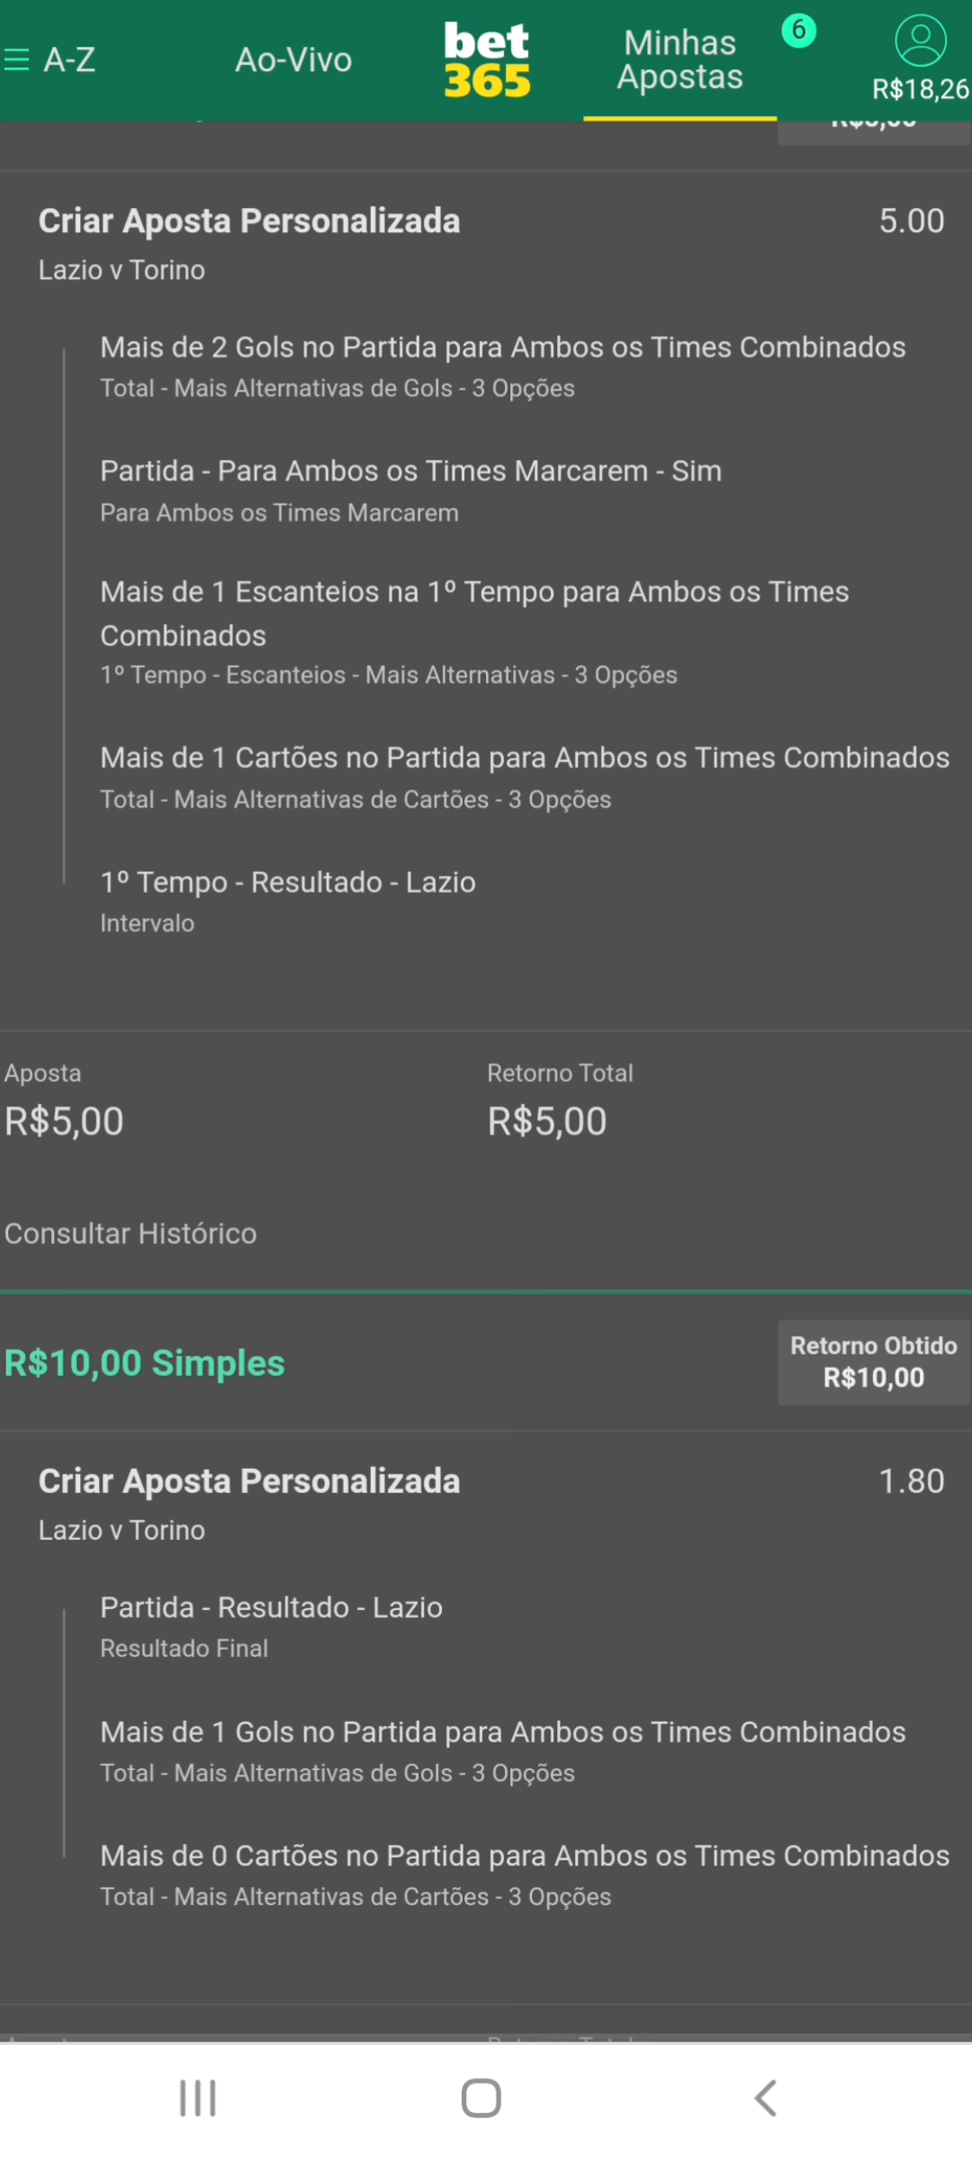 A-Z
Ao-Vivo
bet
365
Minhas
Apostas
6
R$18,26
Criar Aposta Personalizada
5.00
Lazio v Torino
Mais de 2 Gols no Partida para Ambos os Times Combinados
Total - Mais Alternativas de Gols - 3 Opções
Partida - Para Ambos os Times Marcarem - Sim
Para Ambos os Times Marcarem
Mais de 1 Escanteios na 1º Tempo para Ambos os Times
Combinados
1º Tempo - Escanteios - Mais Alternativas - 3 Opções
Mais de 1 Cartões no Partida para Ambos os Times Combinados
Total - Mais Alternativas de Cartões - 3 Opções
1º Tempo - Resultado - Lazio
Intervalo
Aposta
Retorno Total
R$5,00
R$5,00
Consultar Histórico
R$10,00 Simples
Retorno Obtido
R$10,00
Criar Aposta Personalizada
1.80
Lazio v Torino
Partida - Resultado - Lazio
Resultado Final
Mais de 1 Gols no Partida para Ambos os Times Combinados
Total - Mais Alternativas de Gols - 3 Opções
Mais de 0 Cartões no Partida para Ambos os Times Combinados
Total - Mais Alternativas de Cartões - 3 Opções